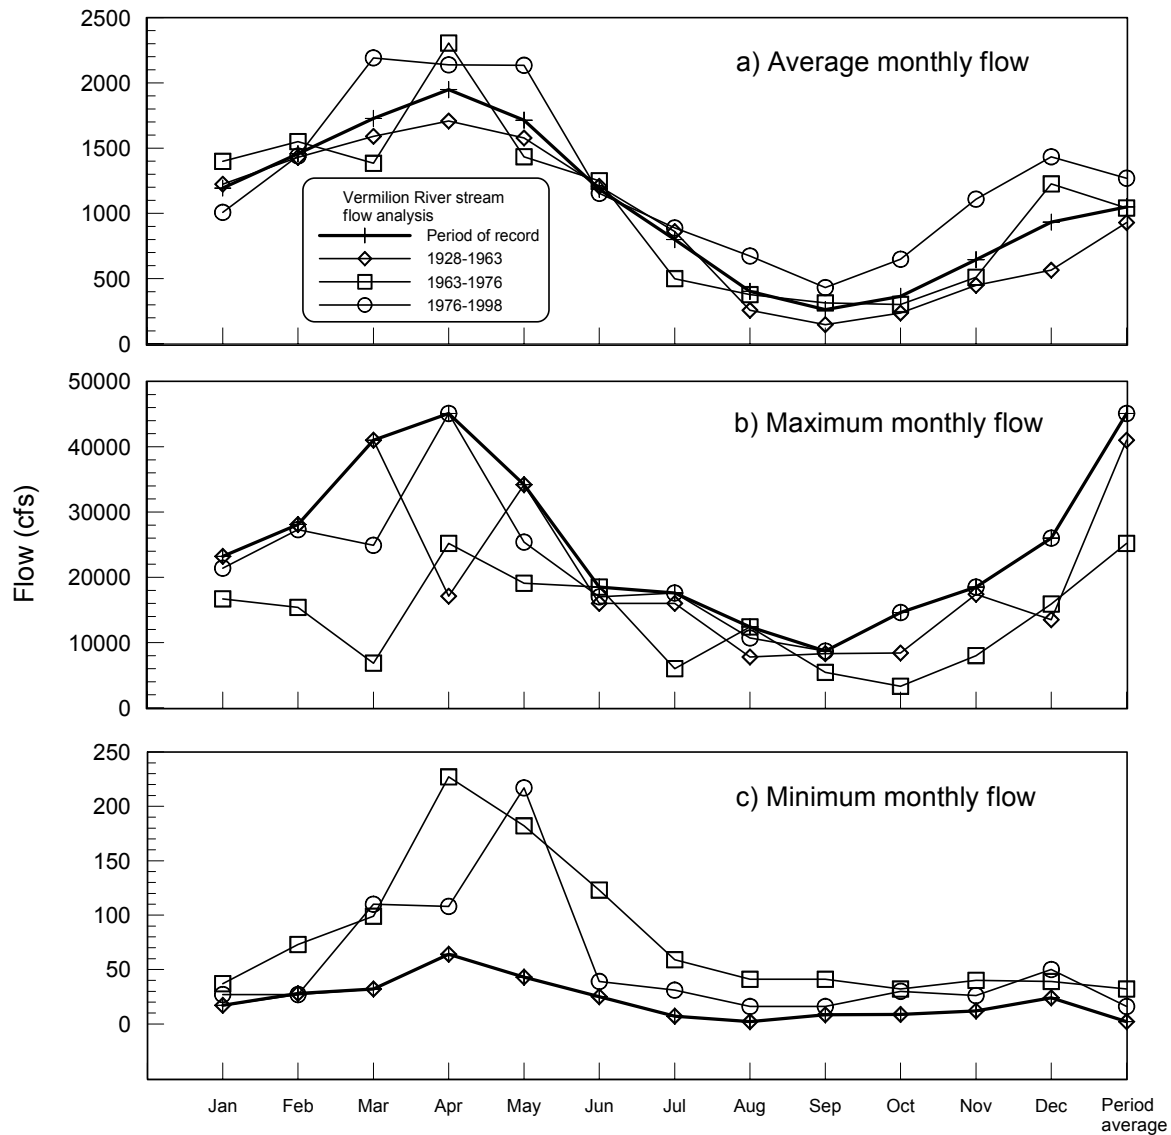 2500
2000
1500
1000
500
0
a) Average monthly flow
Vermilion River stream
flow analysis
Period of record
1928-1963
1963-1976
1976-1998
50000
40000
30000
20000
10000
0
b) Maximum monthly flow
Flow (cfs)
250
200
150
100
50
0
c) Minimum monthly flow
Jan Feb Mar Apr May Jun Jul Aug Sep Oct Nov Dec Period
average